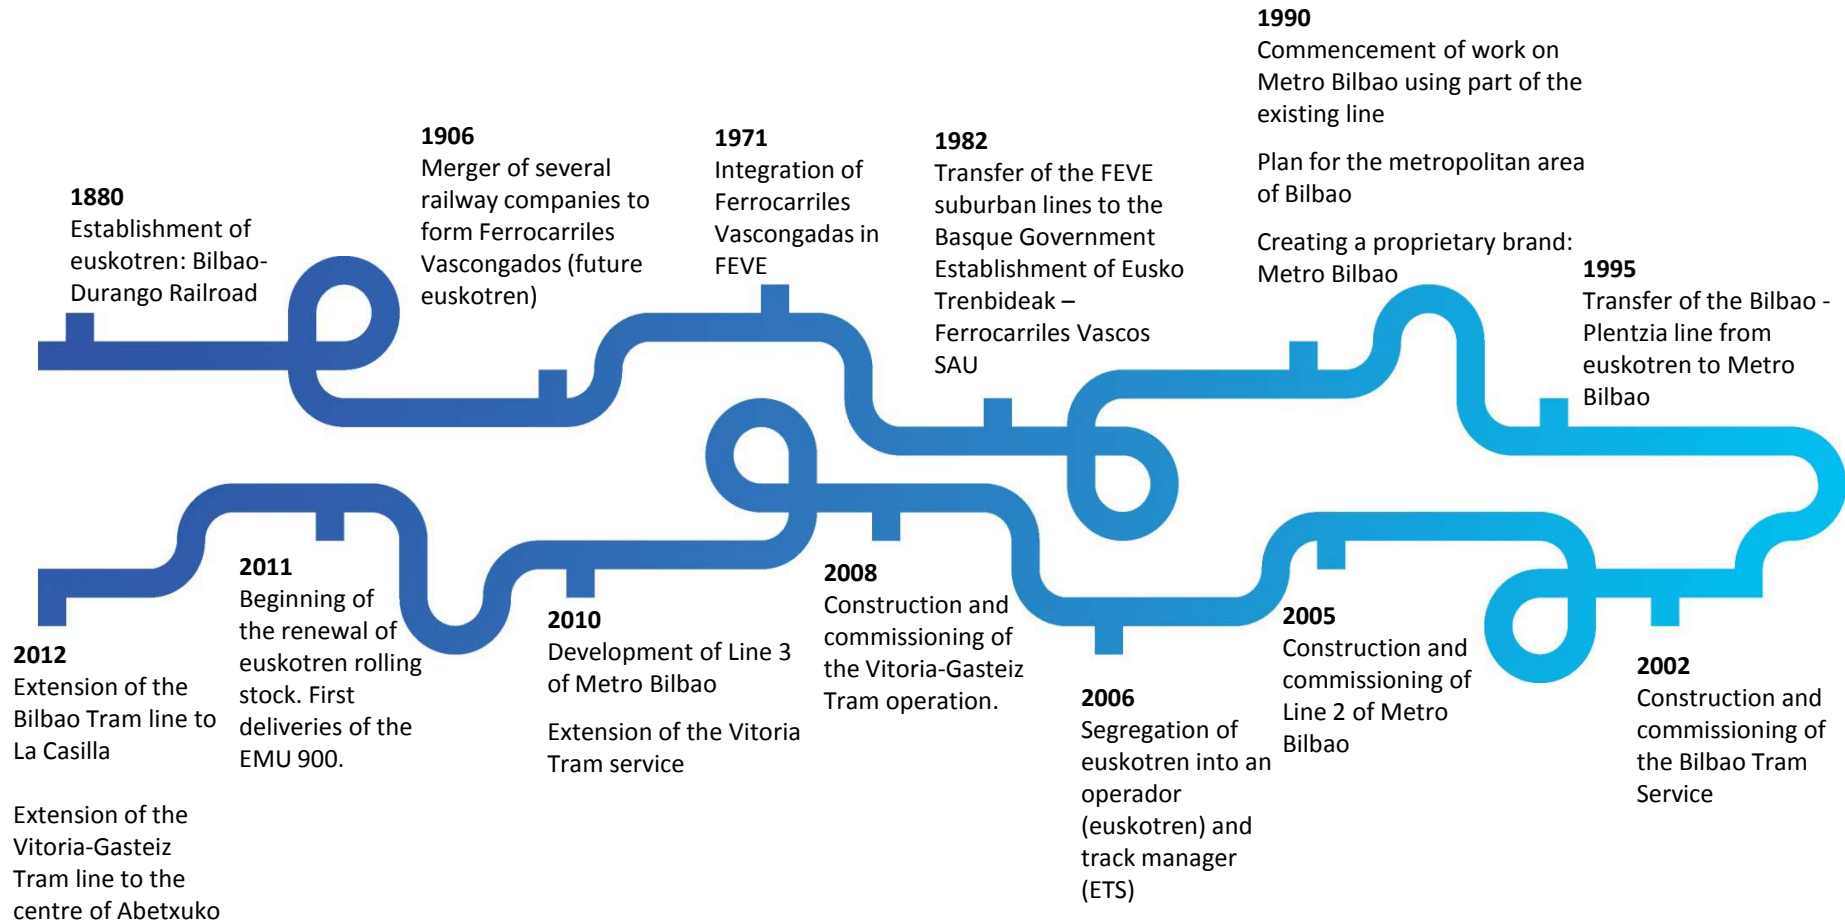 1880
Establishment of
euskotren: Bilbao-
Durango Railroad
1906
Merger of several
railway companies to
form Ferrocarriles
Vascongados (future
euskotren)
1971
Integration of
Ferrocarriles
Vascongadas in
FEVE
1982
Transfer of the FEVE
suburban lines to the
Basque Government
Establishment of Eusko
Trenbideak –
Ferrocarriles Vascos
SAU
1990
Commencement of work on
Metro Bilbao using part of the
existing line
Plan for the metropolitan area
of Bilbao
Creating a proprietary brand:
Metro Bilbao
1995
Transfer of the Bilbao -
Plentzia line from
euskotren to Metro
Bilbao
2002
Construction and
commissioning of
the Bilbao Tram
Service
2005
Construction and
commissioning of
Line 2 of Metro
Bilbao
2006
Segregation of
euskotren into an
operador
(euskotren) and
track manager
(ETS)
2008
Construction and
commissioning of
the Vitoria-Gasteiz
Tram operation.
2010
Development of Line 3
of Metro Bilbao
Extension of the Vitoria
Tram service
2011
Beginning of
the renewal of
euskotren rolling
stock. First
deliveries of the
EMU 900.
2012
Extension of the
Bilbao Tram line to
La Casilla
Extension of the
Vitoria-Gasteiz
Tram line to the
centre of Abetxuko